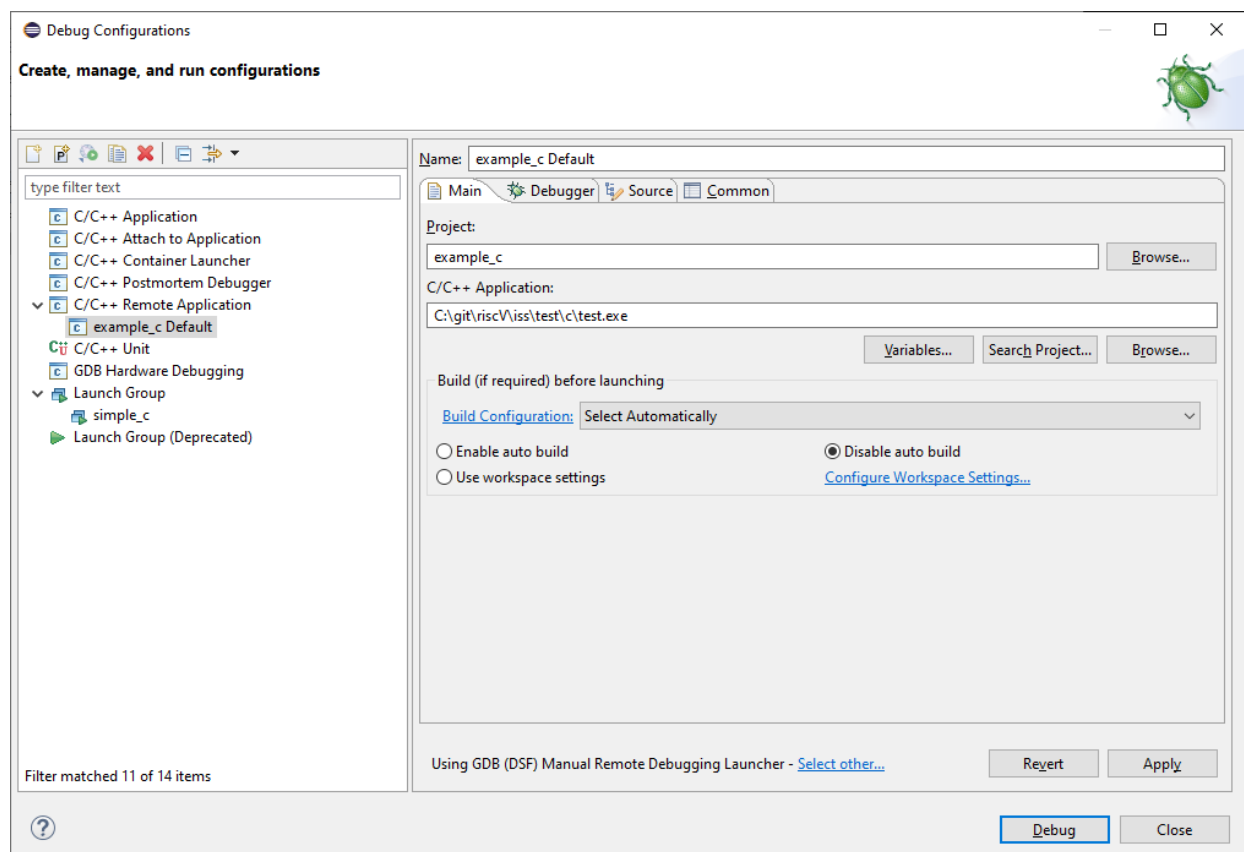 Debug Configurations
Create, manage, and run configurations
type filter text
C/C++ Application
C/C++ Attach to Application
C/C++ Container Launcher
C/C++ Postmortem Debugger
C/C++ Remote Application
example_c Default
C/C++ Unit
GDB Hardware Debugging
Launch Group
simple_c
Launch Group (Deprecated)
Filter matched 11 of 14 items
Name: example_c Default
Main Debugger Source Common
Project:
example_c Browse...
C/C++ Application:
C:\git\riscV\iss\test\c\test.exe
Variables... Search Project... Browse...
Build (if required) before launching
Build Configuration: Select Automatically
Enable auto build Disable auto build
Use workspace settings Configure Workspace Settings...
Using GDB (DSF) Manual Remote Debugging Launcher - Select other... Revert Apply
Debug Close